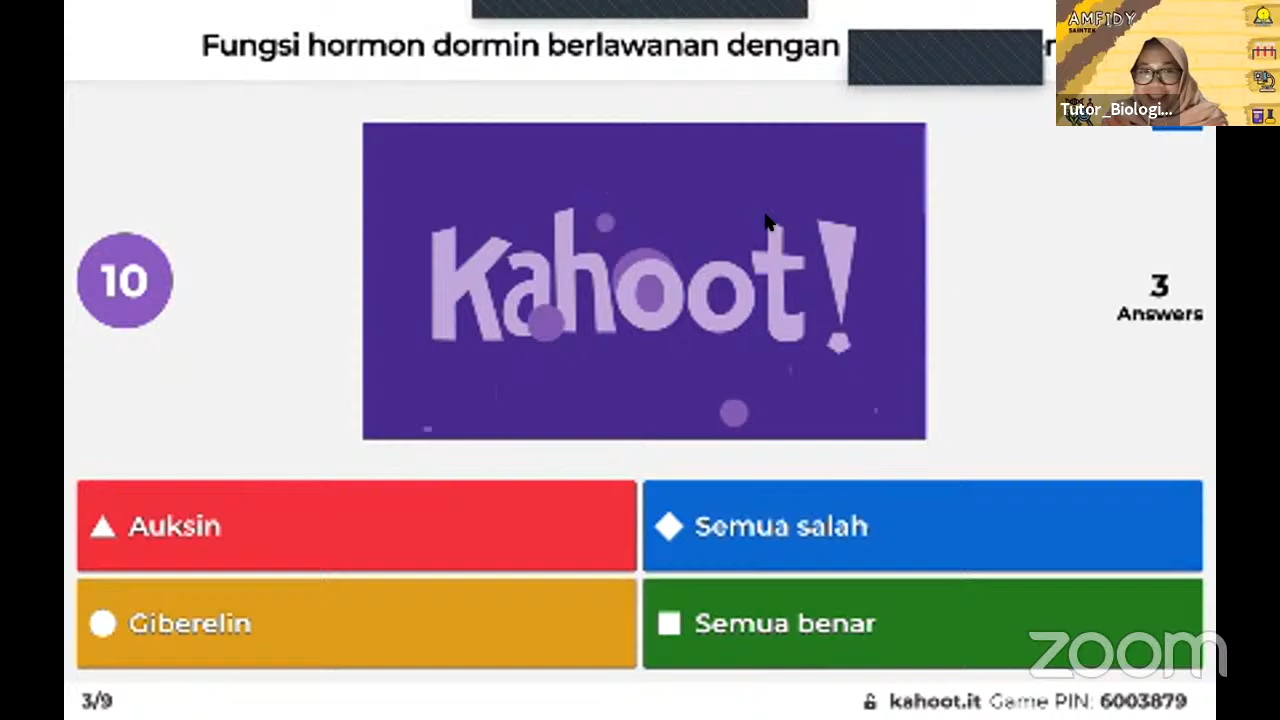 Fungsi hormon dormin berlawanan dengan
AMFIDY
SAINTEK
Tutor_Biologi...
Kahoot!
10
3
Answers
Auksin
Semua salah
Giberelin
Semua benar
zoom
3/9
kahoot.it Game PIN: 6003879